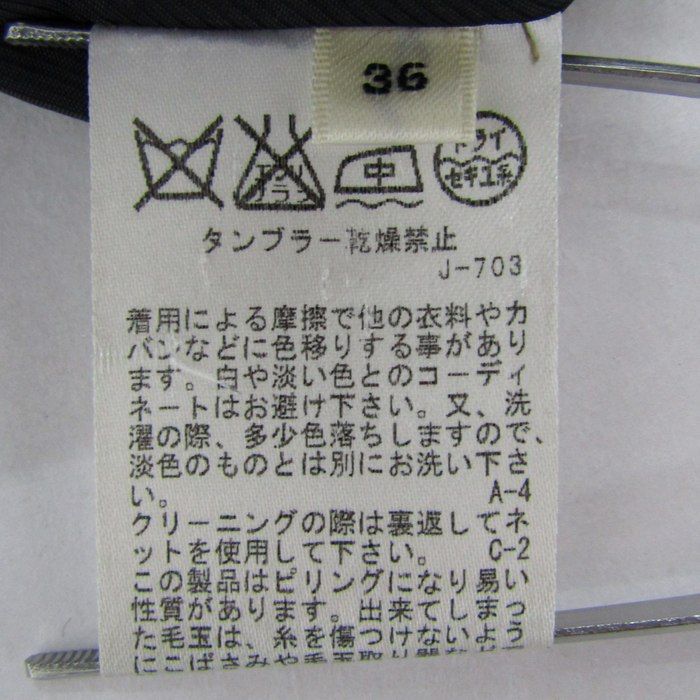 36
中
ドライ
セキユ系
タンブラー乾燥禁止
J-703
着用による摩擦で他の衣料やカ
バンなどに色移りする事があり
ます。白や淡い色とのコーディ
ネートはお避け下さい。又、洗
濯の際、多少色落ちしますので、
淡色のものとは別にお洗い下さ
い。 A-4
クリーニングの際は裏返してネ
ットを使用して下さい。 C-2
この製品はピリングになり易い
性質があります。出来てしまっ
た毛玉は、糸を傷つけないよう